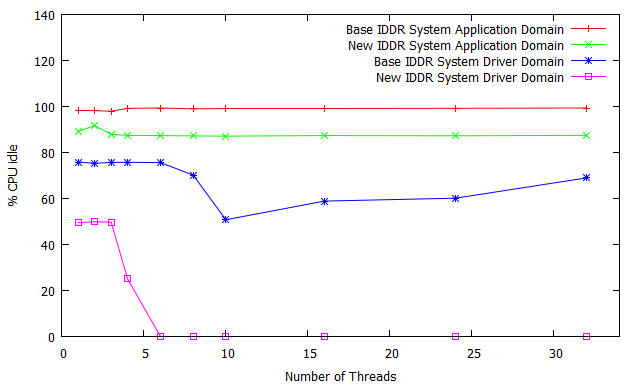 140
120
100
80
60
40
20
0
% CPU idle
Base IDDR System Application Domain
New IDDR System Application Domain
Base IDDR System Driver Domain
New IDDR System Driver Domain
0 5 10 15 20 25 30
Number of Threads